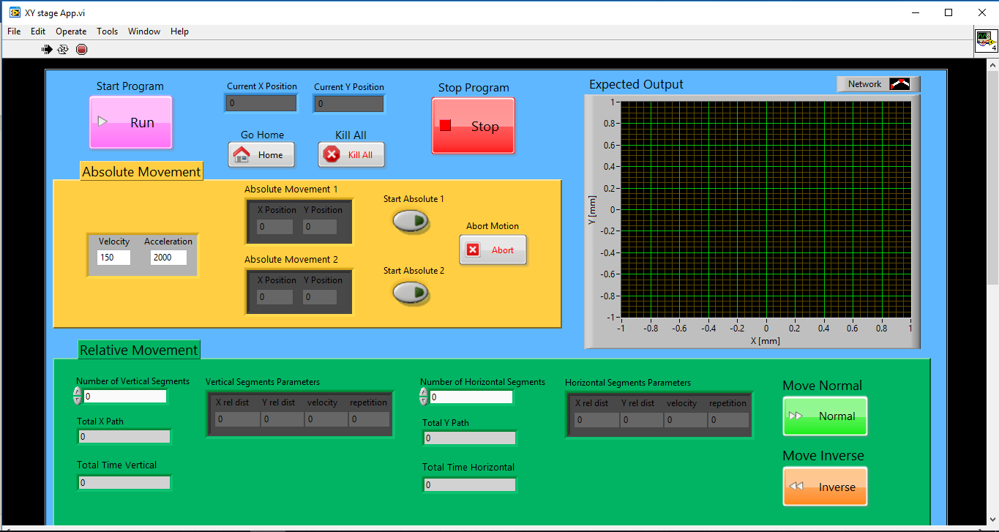 XY stage App.vi
File Edit Operate Tools Window Help
4
Start Program
Run
Current X Position
0
Current Y Position
0
Go Home
Home
Kill All
Kill All
Stop Program
Stop
Expected Output
Network
1
0.8
0.6
0.4
0.2
0
-0.2
-0.4
-0.6
-0.8
-1
Y [mm]
-1 -0.8 -0.6 -0.4 -0.2 0 0.2 0.4 0.6 0.8 1
X [mm]
Absolute Movement
Velocity Acceleration
150 2000
Absolute Movement 1
X Position Y Position
0 0
Start Absolute 1
Absolute Movement 2
X Position Y Position
0 0
Start Absolute 2
Abort Motion
Abort
Relative Movement
Number of Vertical Segments
0
Total X Path
0
Total Time Vertical
0
Vertical Segments Parameters
X rel dist Y rel dist velocity repetition
0 0 0 0
Number of Horizontal Segments
0
Total Y Path
0
Total Time Horizontal
0
Horizontal Segments Parameters
X rel dist Y rel dist velocity repetition
0 0 0 0
Move Normal
Normal
Move Inverse
Inverse